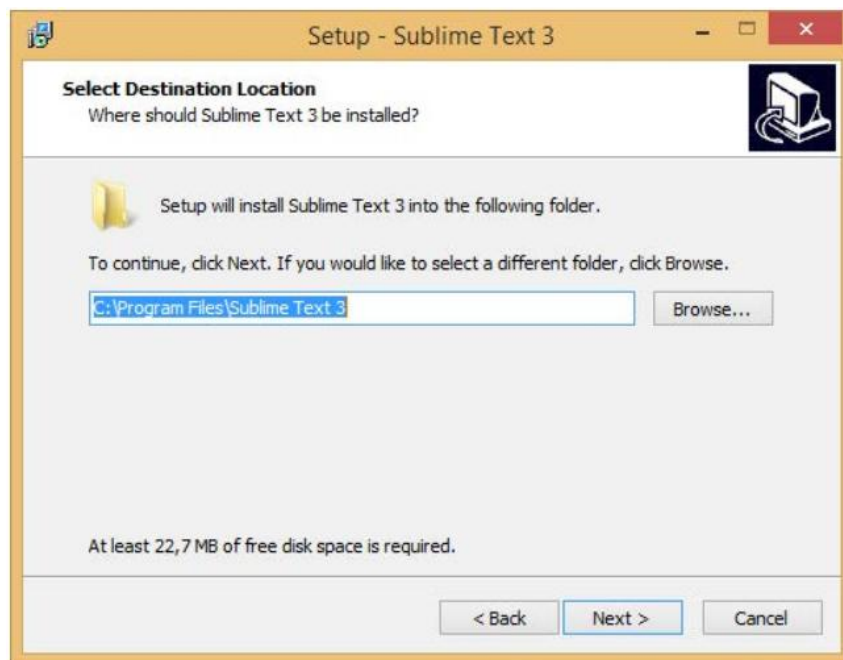 Setup - Sublime Text 3
Select Destination Location
Where should Sublime Text 3 be installed?
Setup will install Sublime Text 3 into the following folder.
To continue, click Next. If you would like to select a different folder, click Browse.
C:\Program Files\Sublime Text 3
Browse...
At least 22,7 MB of free disk space is required.
< Back
Next >
Cancel